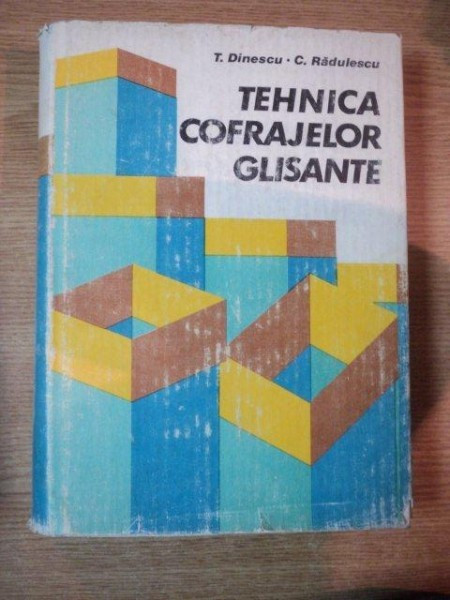 T. Dinescu · C. Rădulescu
TEHNICA
COFRAJELOR
GLISANTE